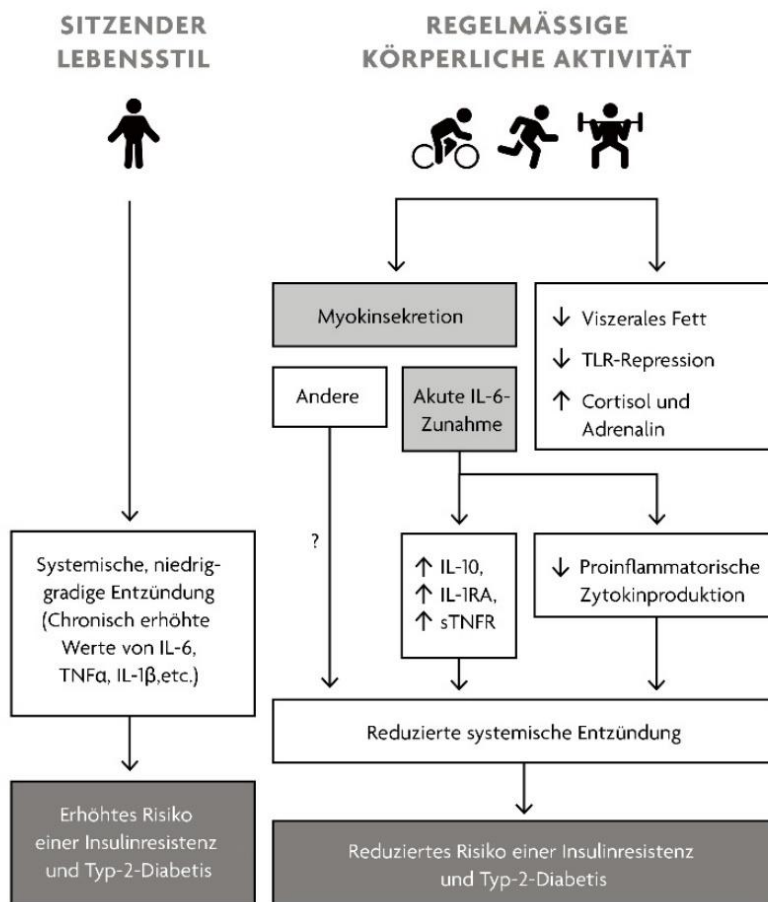 SITZENDER
LEBENSSTIL
REGELMÄSSIGE
KÖRPERLICHE AKTIVITÄT
Myokinsekretion
Andere
Akute IL-6-
Zunahme
↓ Viszerales Fett
↓ TLR-Repression
↑ Cortisol und
Adrenalin
?
Systemische, niedrig-
gradige Entzündung
(Chronisch erhöhte
Werte von IL-6,
TNFα, IL-1β,etc.)
↑ IL-10,
↑ IL-1RA,
↑ sTNFR
↓ Proinflammatorische
Zytokinproduktion
Reduzierte systemische Entzündung
Erhöhtes Risiko
einer Insulinresistenz
und Typ-2-Diabetis
Reduziertes Risiko einer Insulinresistenz
und Typ-2-Diabetis